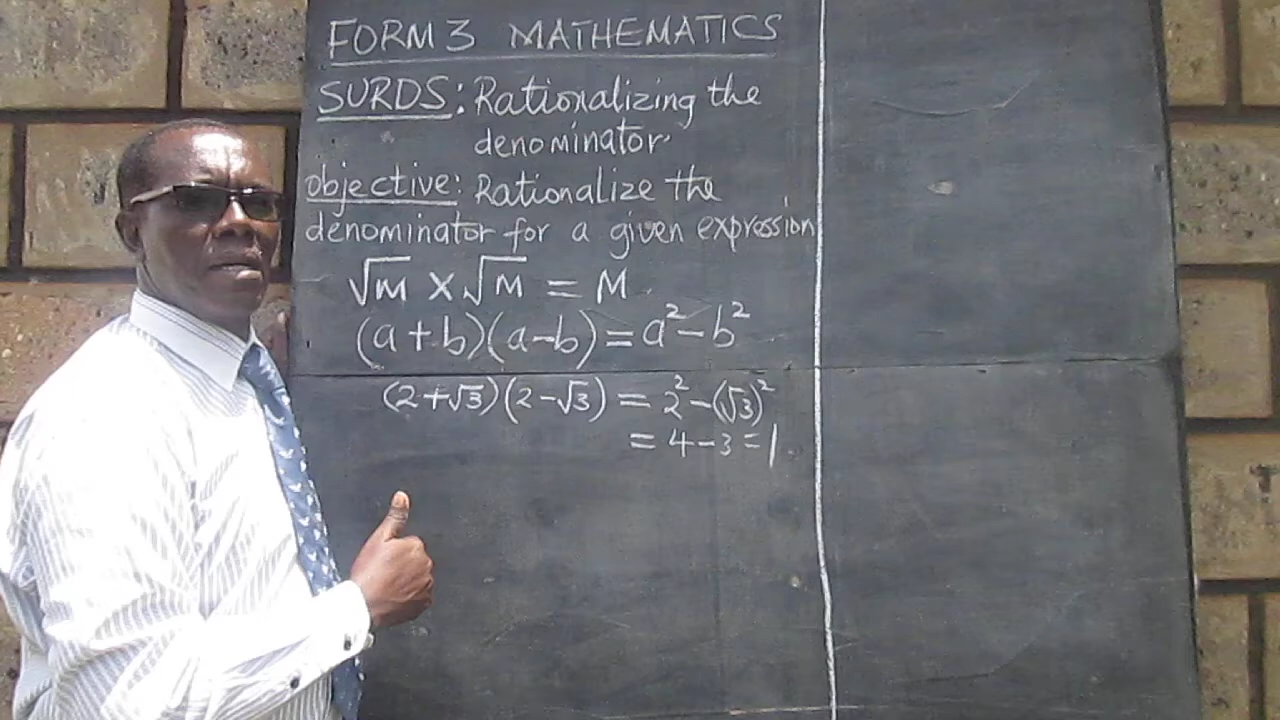 FORM 3 MATHEMATICS
SURDS: Rationalizing the
denominator.
objective: Rationalize the
denominator for a given expression
√m × √m = M
(a+b)(a-b) = a² - b²
(2+√3)(2-√3) = 2² - (√3)²
= 4-3 = 1